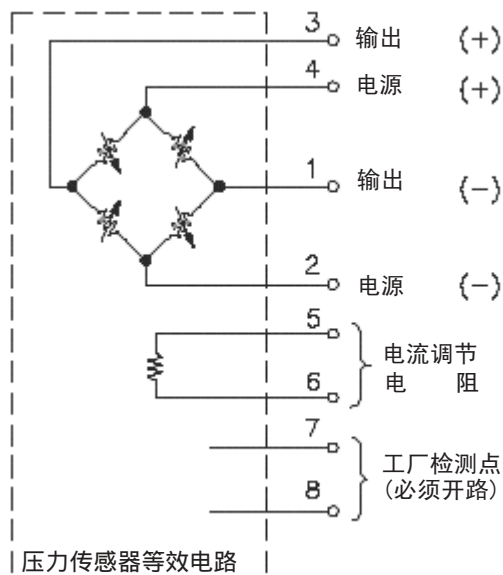 3 输出 (+)
4 电源 (+)
1 输出 (-)
2 电源 (-)
5
电流调节
电 阻
6
7
工厂检测点
(必须开路)
8
压力传感器等效电路